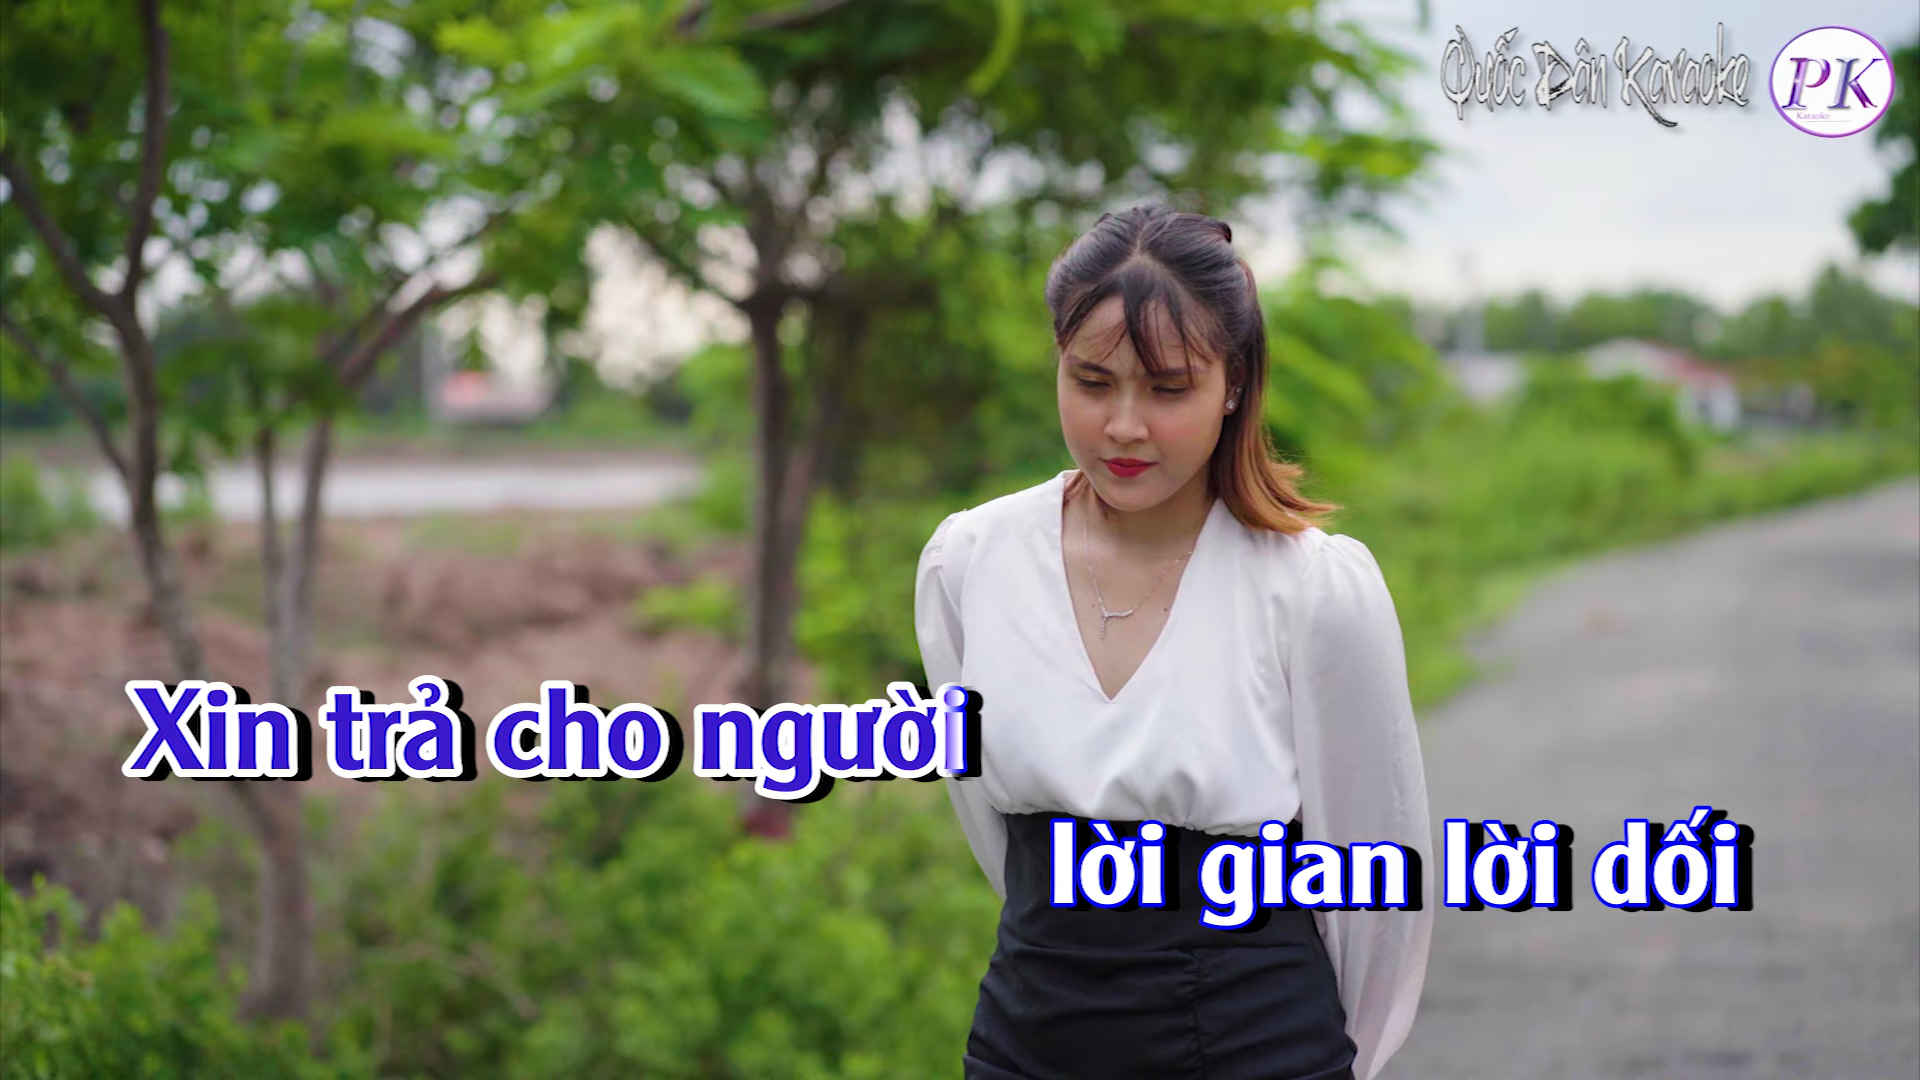 Quốc Dân Karaoke
PK
Karaoke
Xin trả cho người
lời gian lời dối